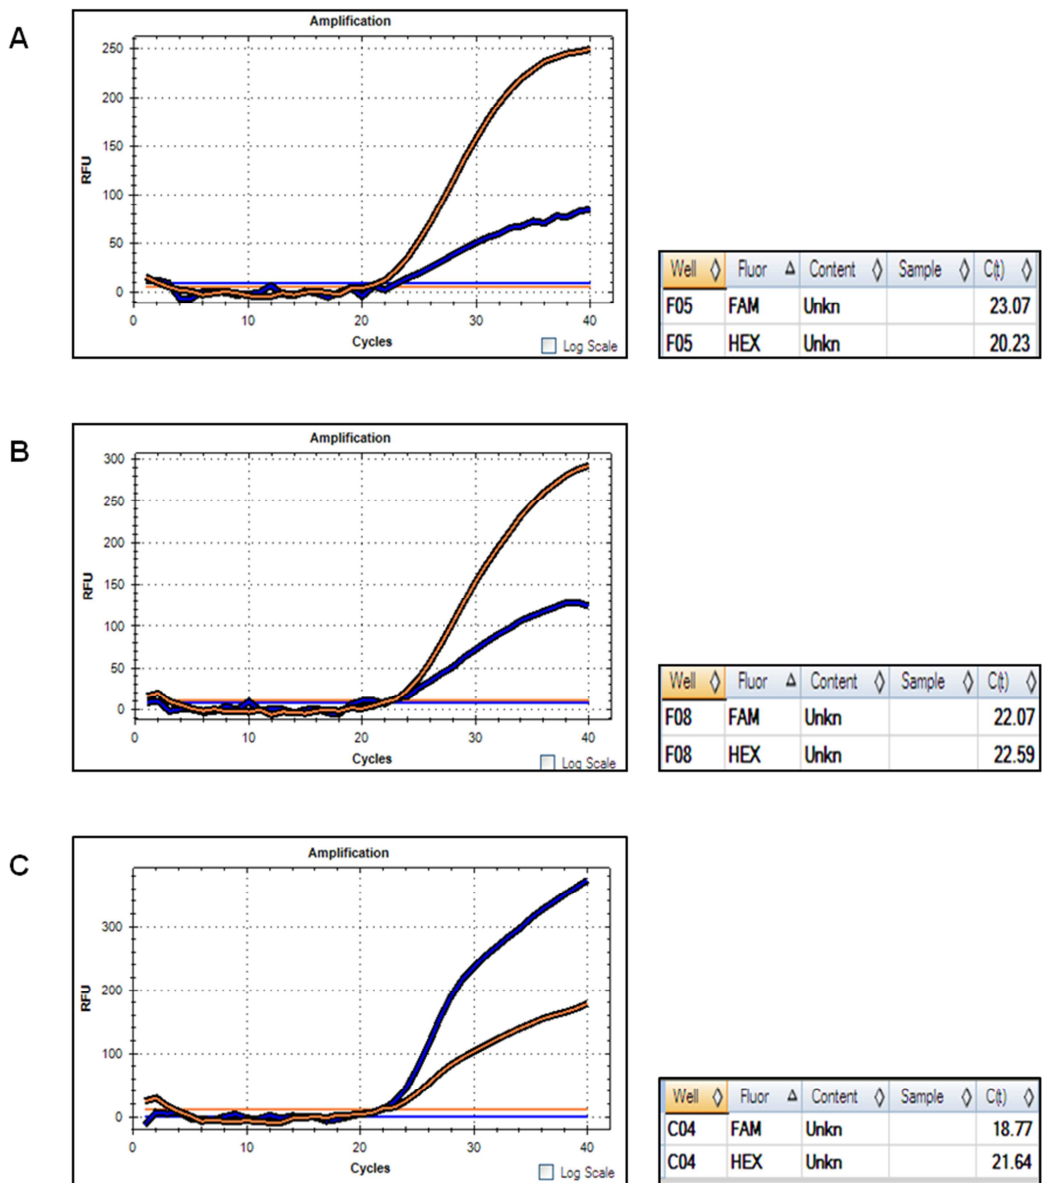 A
Amplification
250
200
150
100
50
0
RFU
0 10 20 30 40
Cycles
Log Scale
Well Fluor Content Sample C(t)
F05 FAM Unkn 23.07
F05 HEX Unkn 20.23
B
Amplification
300
250
200
150
100
50
0
RFU
0 10 20 30 40
Cycles
Log Scale
Well Fluor Content Sample C(t)
F08 FAM Unkn 22.07
F08 HEX Unkn 22.59
C
Amplification
300
200
100
0
RFU
0 10 20 30 40
Cycles
Log Scale
Well Fluor Content Sample C(t)
C04 FAM Unkn 18.77
C04 HEX Unkn 21.64